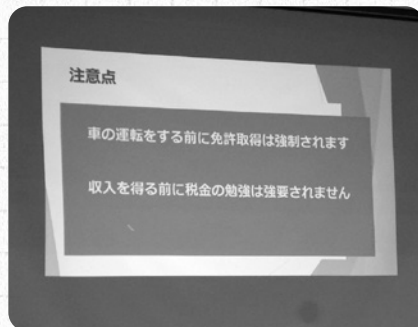 注意点
車の運転をする前に免許取得は強制されます
収入を得る前に税金の勉強は強要されません